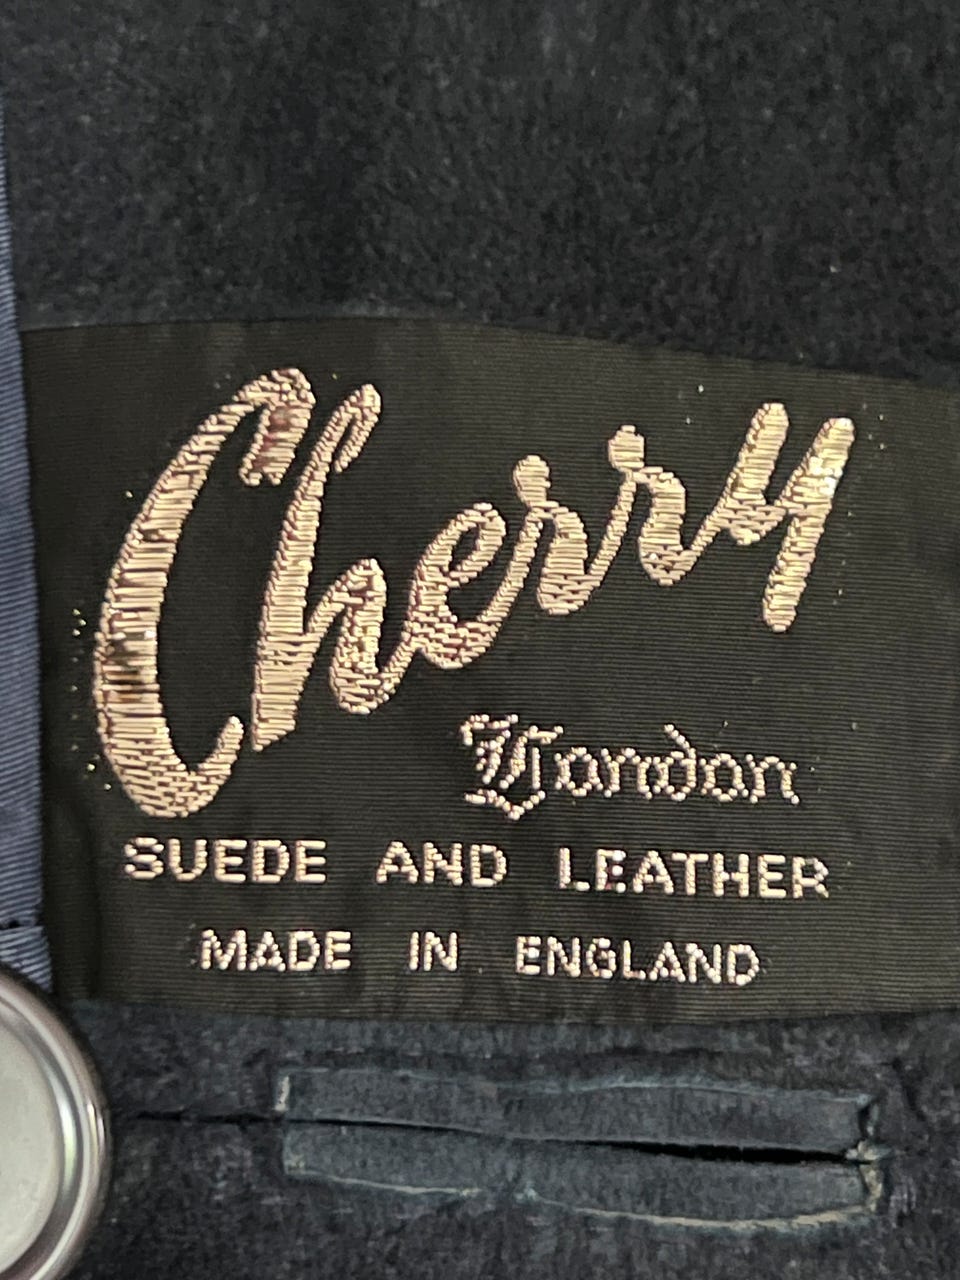 Cherry
London
SUEDE AND LEATHER
MADE IN ENGLAND